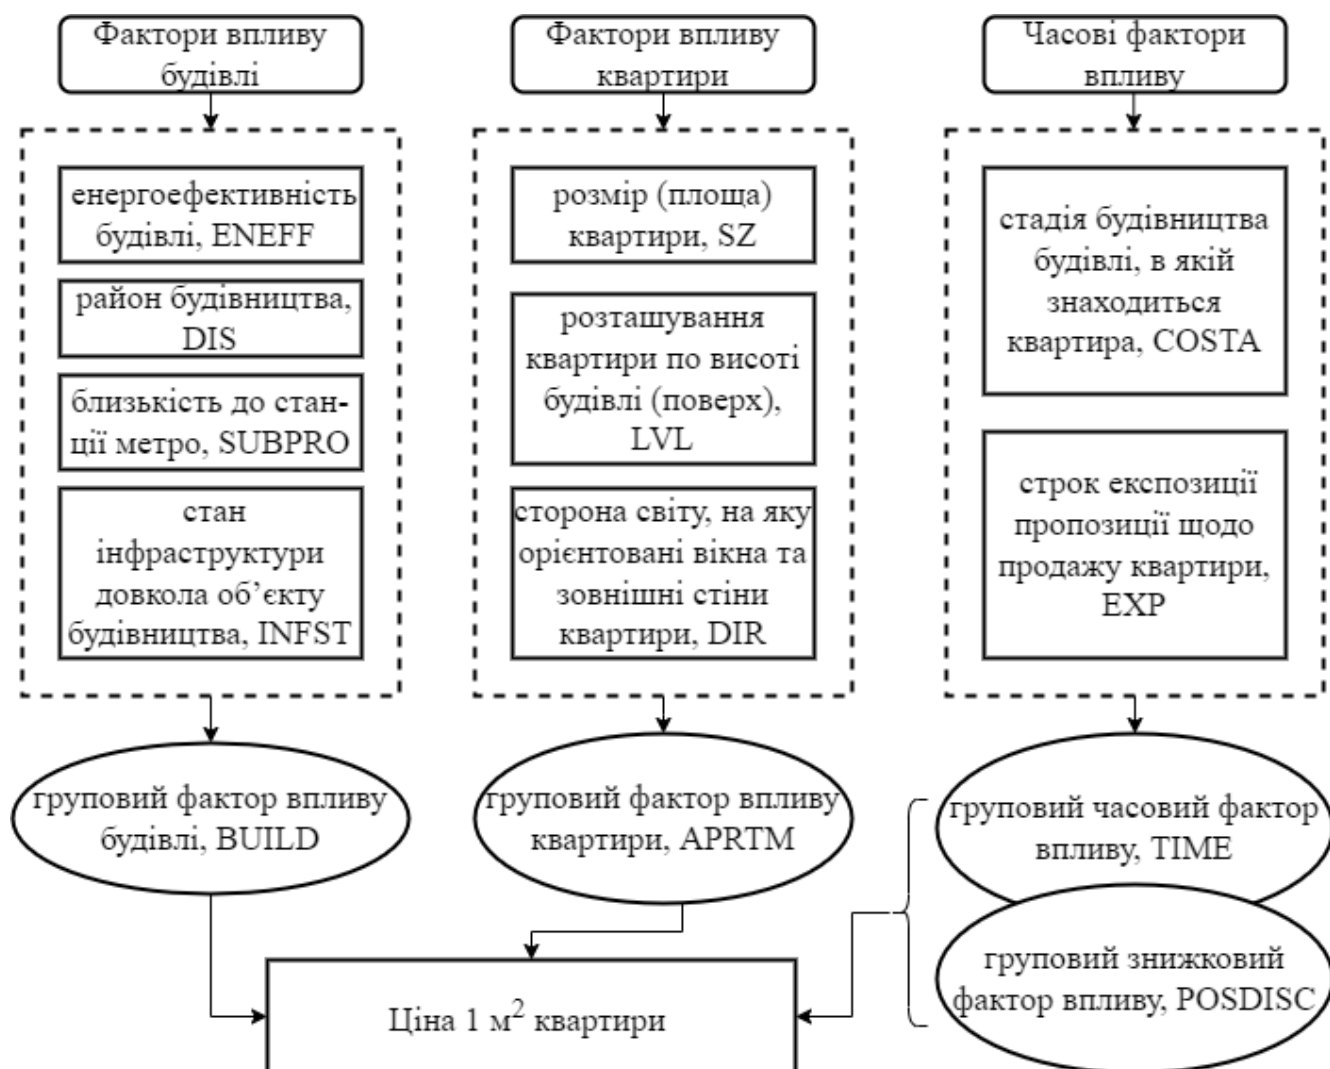 Фактори впливу
будівлі
енергоефективність
будівлі, ENEFF
район будівництва,
DIS
близькість до стан-
ції метро, SUBPRO
стан
інфраструктури
довкола об’єкту
будівництва, INFST
груповий фактор впливу
будівлі, BUILD
Фактори впливу
квартири
розмір (площа)
квартири, SZ
розташування
квартири по висоті
будівлі (поверх),
LVL
сторона світу, на яку
орієнтовані вікна та
зовнішні стіни
квартири, DIR
груповий фактор впливу
квартири, APRTM
Часові фактори
впливу
стадія будівництва
будівлі, в якій
знаходиться
квартира, COSTA
строк експозиції
пропозиції щодо
продажу квартири,
EXP
груповий часовий фактор
впливу, TIME
груповий знижковий
фактор впливу, POSDISC
Ціна 1 м² квартири